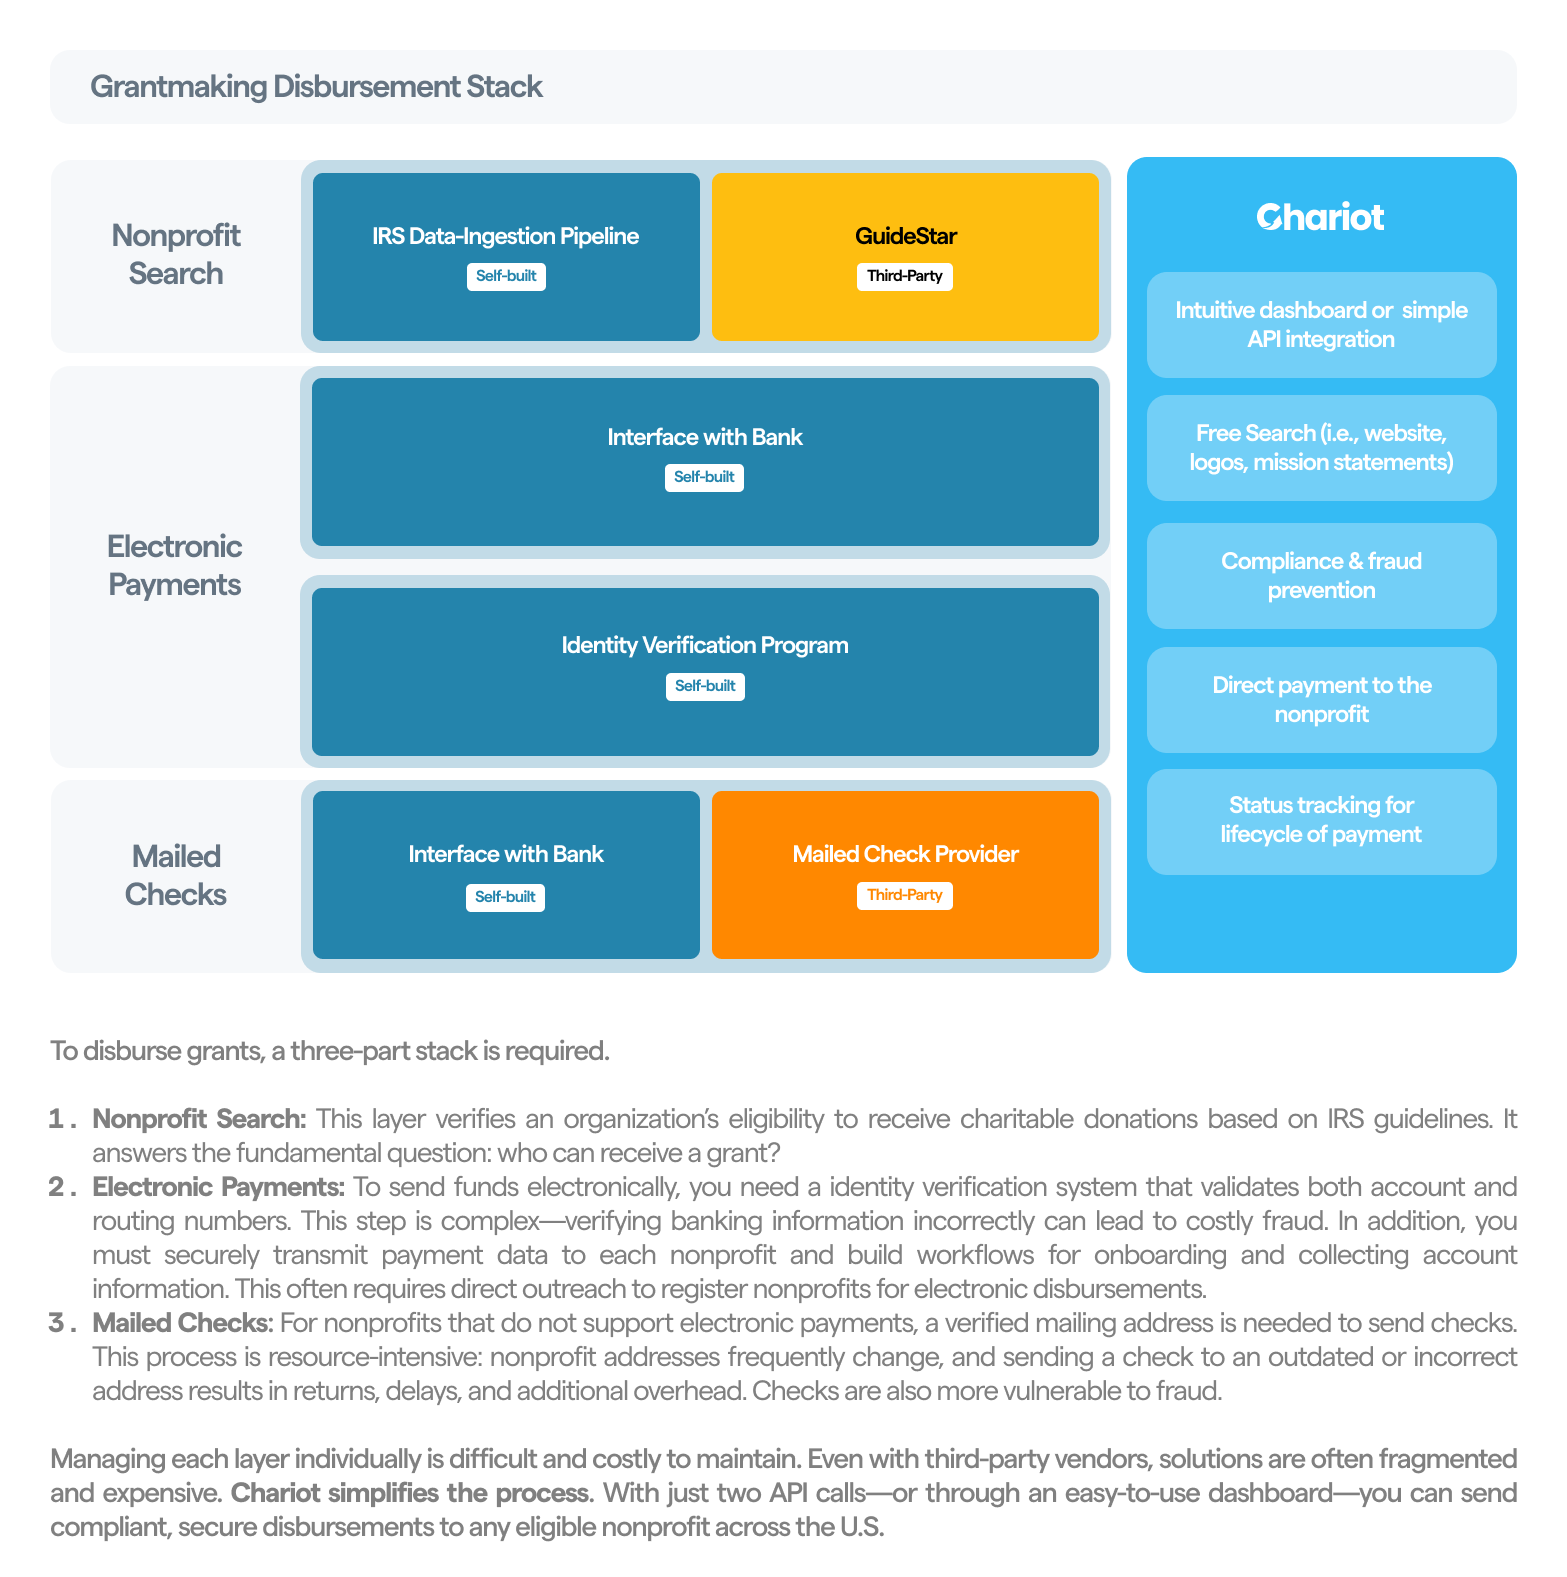 Grantmaking Disbursement Stack
Nonprofit
Search
IRS Data-Ingestion Pipeline
Self-built
GuideStar
Third-Party
Electronic
Payments
Interface with Bank
Self-built
Identity Verification Program
Self-built
Mailed
Checks
Interface with Bank
Self-built
Mailed Check Provider
Third-Party
Chariot
Intuitive dashboard or simple
API integration
Free Search (i.e., website,
logos, mission statements)
Compliance & fraud
prevention
Direct payment to the
nonprofit
Status tracking for
lifecycle of payment
To disburse grants, a three-part stack is required.
1. Nonprofit Search: This layer verifies an organization’s eligibility to receive charitable donations based on IRS guidelines. It
answers the fundamental question: who can receive a grant?
2. Electronic Payments: To send funds electronically, you need a identity verification system that validates both account and
routing numbers. This step is complex—verifying banking information incorrectly can lead to costly fraud. In addition, you
must securely transmit payment data to each nonprofit and build workflows for onboarding and collecting account
information. This often requires direct outreach to register nonprofits for electronic disbursements.
3. Mailed Checks: For nonprofits that do not support electronic payments, a verified mailing address is needed to send checks.
This process is resource-intensive: nonprofit addresses frequently change, and sending a check to an outdated or incorrect
address results in returns, delays, and additional overhead. Checks are also more vulnerable to fraud.
Managing each layer individually is difficult and costly to maintain. Even with third-party vendors, solutions are often fragmented
and expensive. Chariot simplifies the process. With just two API calls—or through an easy-to-use dashboard—you can send
compliant, secure disbursements to any eligible nonprofit across the U.S.